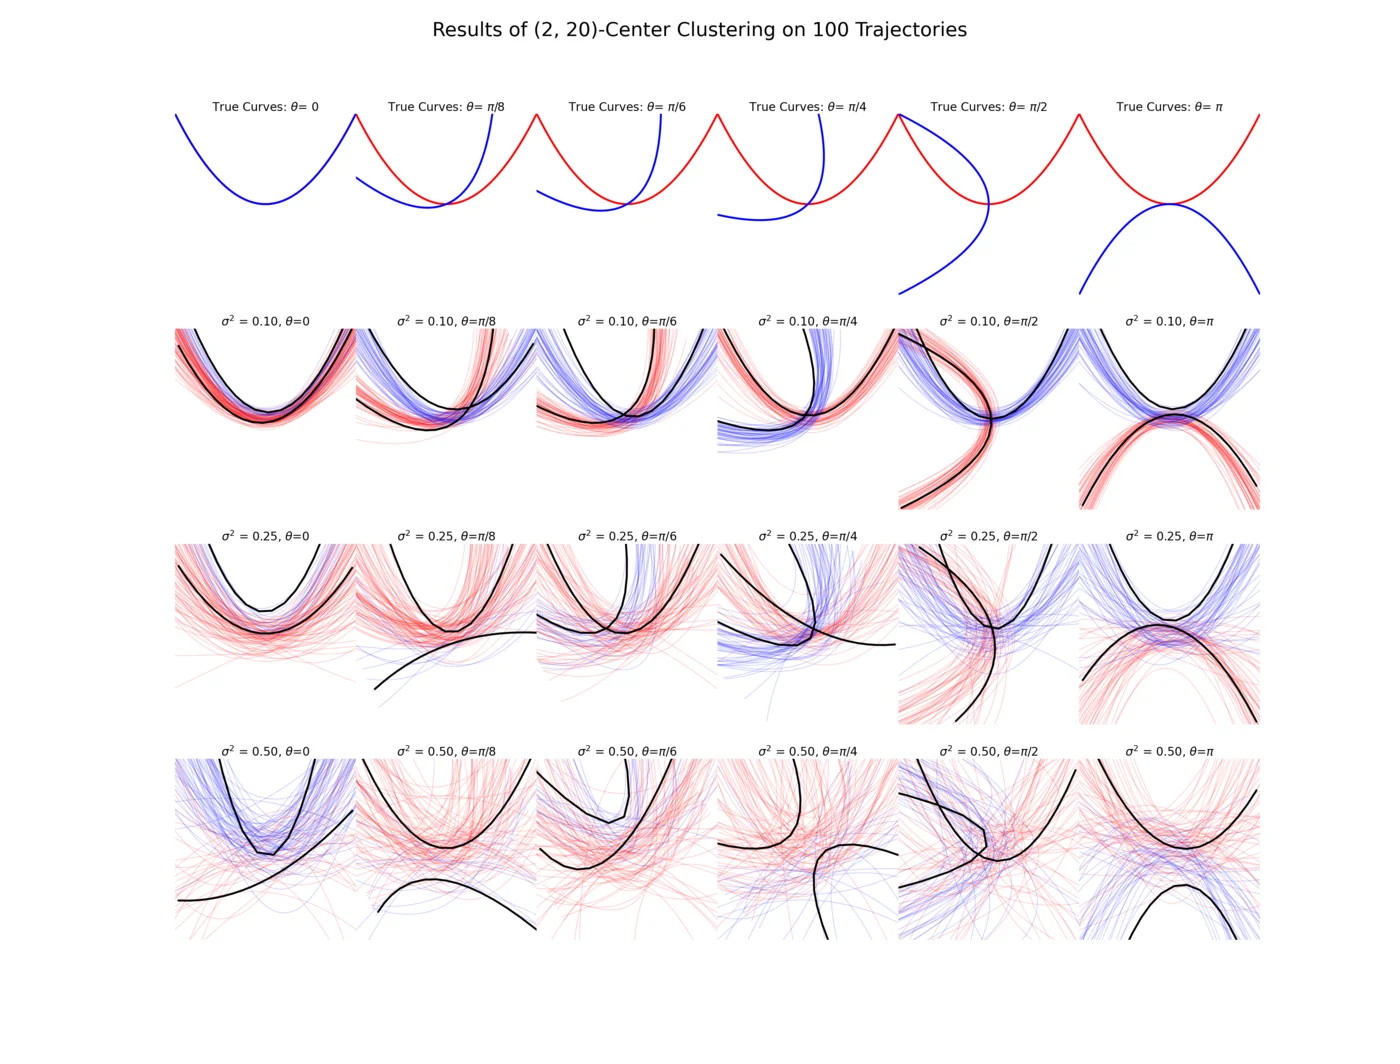 Results of (2, 20)-Center Clustering on 100 Trajectories
True Curves: θ= 0
True Curves: θ= π/8
True Curves: θ= π/6
True Curves: θ= π/4
True Curves: θ= π/2
True Curves: θ= π
σ² = 0.10, θ=0
σ² = 0.10, θ=π/8
σ² = 0.10, θ=π/6
σ² = 0.10, θ=π/4
σ² = 0.10, θ=π/2
σ² = 0.10, θ=π
σ² = 0.25, θ=0
σ² = 0.25, θ=π/8
σ² = 0.25, θ=π/6
σ² = 0.25, θ=π/4
σ² = 0.25, θ=π/2
σ² = 0.25, θ=π
σ² = 0.50, θ=0
σ² = 0.50, θ=π/8
σ² = 0.50, θ=π/6
σ² = 0.50, θ=π/4
σ² = 0.50, θ=π/2
σ² = 0.50, θ=π